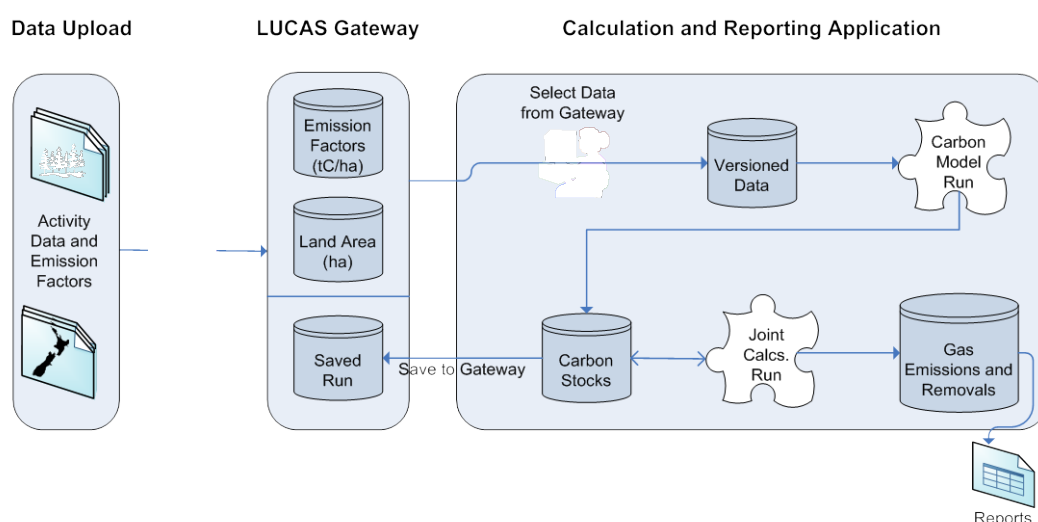 Data Upload
LUCAS Gateway
Calculation and Reporting Application
Activity
Data and
Emission
Factors
Emission
Factors
(tC/ha)
Land Area
(ha)
Saved
Run
Select Data
from Gateway
Versioned
Data
Carbon
Model
Run
Save to Gateway
Carbon
Stocks
Joint
Calcs.
Run
Gas
Emissions and
Removals
Reports